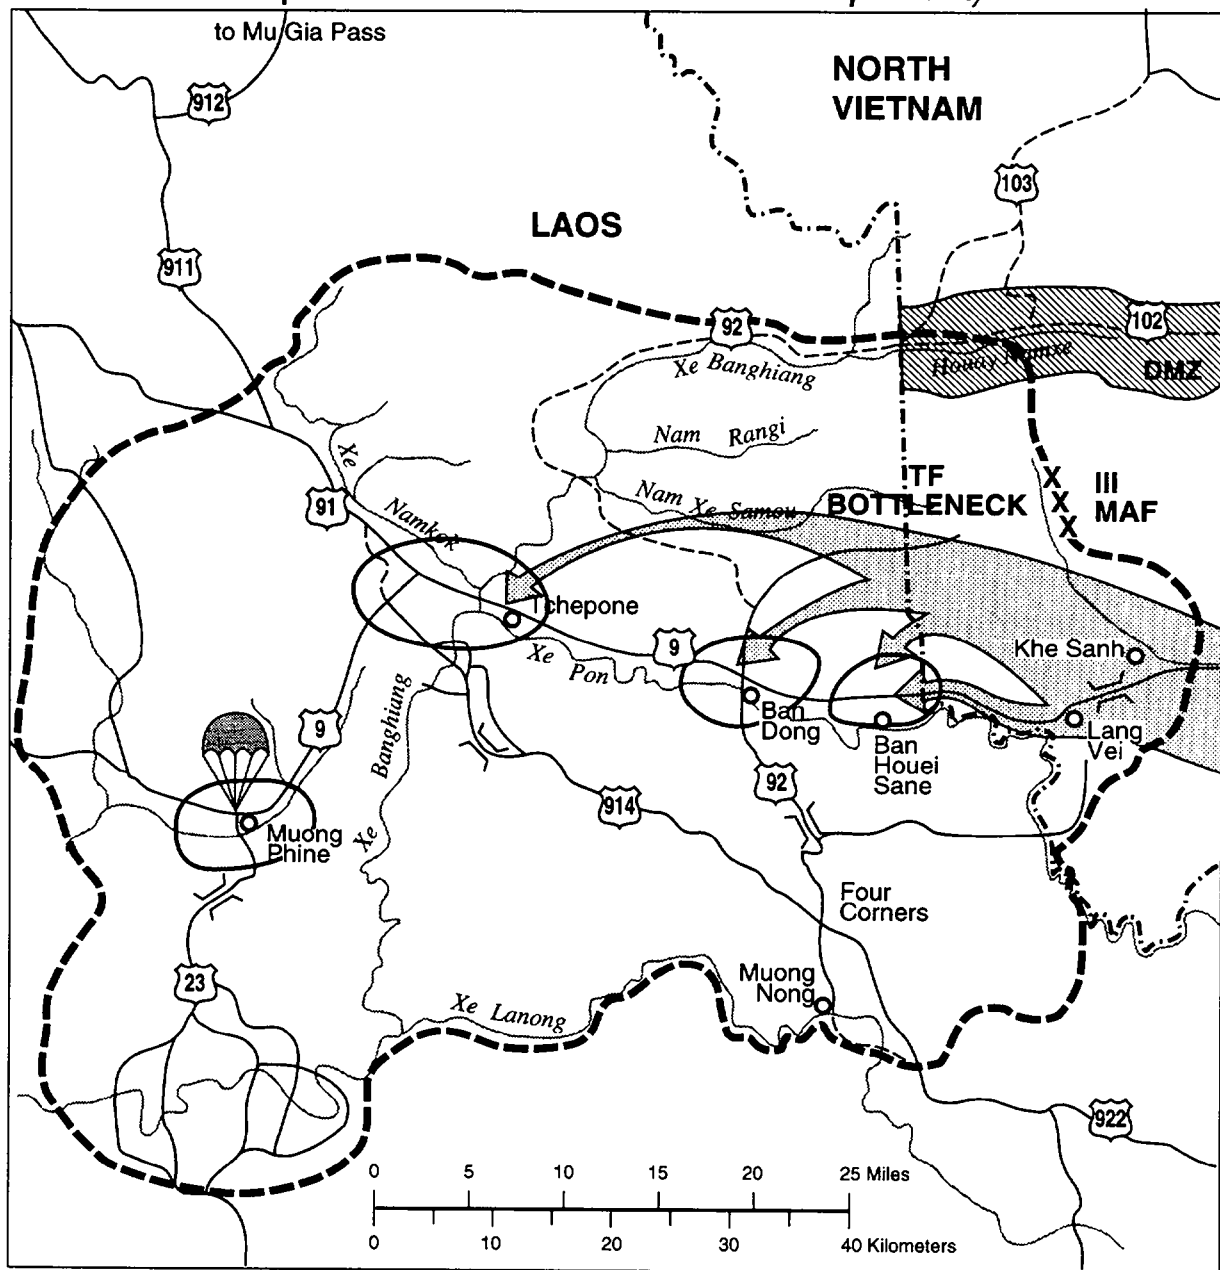 to Mu Gia Pass
NORTH
VIETNAM
912
103
LAOS
911
92
102
Xe Banghiang
Houay Namxe
DMZ
Nam Rangi
Xe
Namkok
91
Nam Xe Samou
TF
BOTTLENECK
X
X
X
III
MAF
Tchepone
9
Xe Pon
Khe Sanh
Ban
Dong
Ban
Houei
Sane
Lang
Vei
9
Xe Banghiang
92
914
Muong
Phine
Four
Corners
23
Muong
Nong
Xe Lanong
922
0 5 10 15 20 25 Miles
0 10 20 30 40 Kilometers